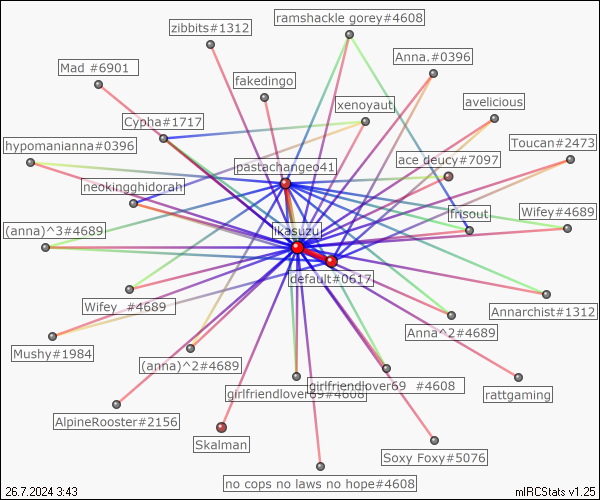 ramshackle gorey#4608
zibbits#1312
Anna.#0396
Mad #6901
fakedingo
xenoyaut
avelicious
Cypha#1717
Toucan#2473
hypomanianna#0396
pastachangeo41
ace deucy#7097
neokingghidorah
frisout
Wifey#4689
(anna)^3#4689
likasuzu
default#0617
Wifey #4689
Annarchist#1312
Anna^2#4689
Mushy#1984
(anna)^2#4689
girlfriendlover69 #4608
girlfriendlover69#4608
rattgaming
AlpineRooster#2156
Skalman
Soxy Foxy#5076
no cops no laws no hope#4608
26.7.2024 3:43
mIRCStats v1.25